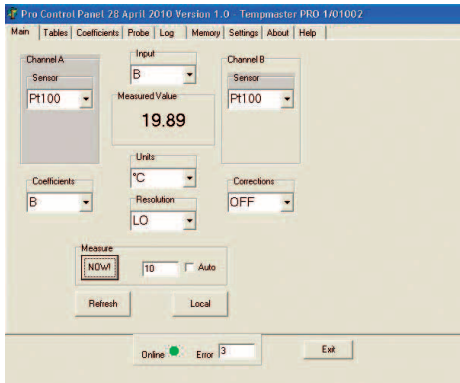 Pro Control Panel 28 April 2010 Version 1.0 - Tempmaster PRO 1/01002
Main Tables Coefficients Probe Log Memory Settings About Help
Channel A
Sensor
Pt100
Input
B
Channel B
Sensor
Pt100
Measured Value
19.89
Units
°C
Coefficients
B
Resolution
LO
Corrections
OFF
Measure
NOW!
10
Auto
Refresh
Local
Online
Error
3
Exit